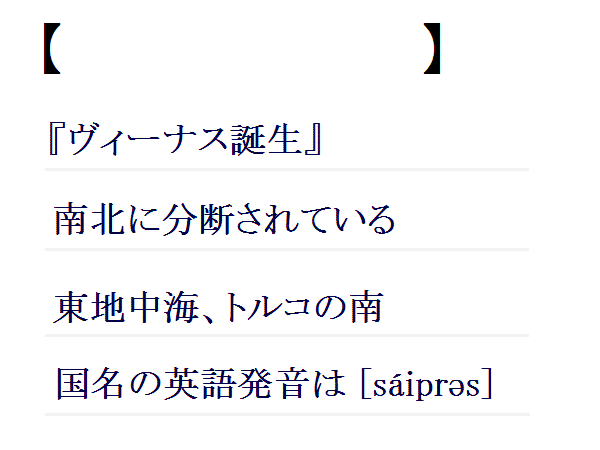 【 】
『ヴィーナス誕生』
南北に分断されている
東地中海、トルコの南
国名の英語発音は [sáiprəs]